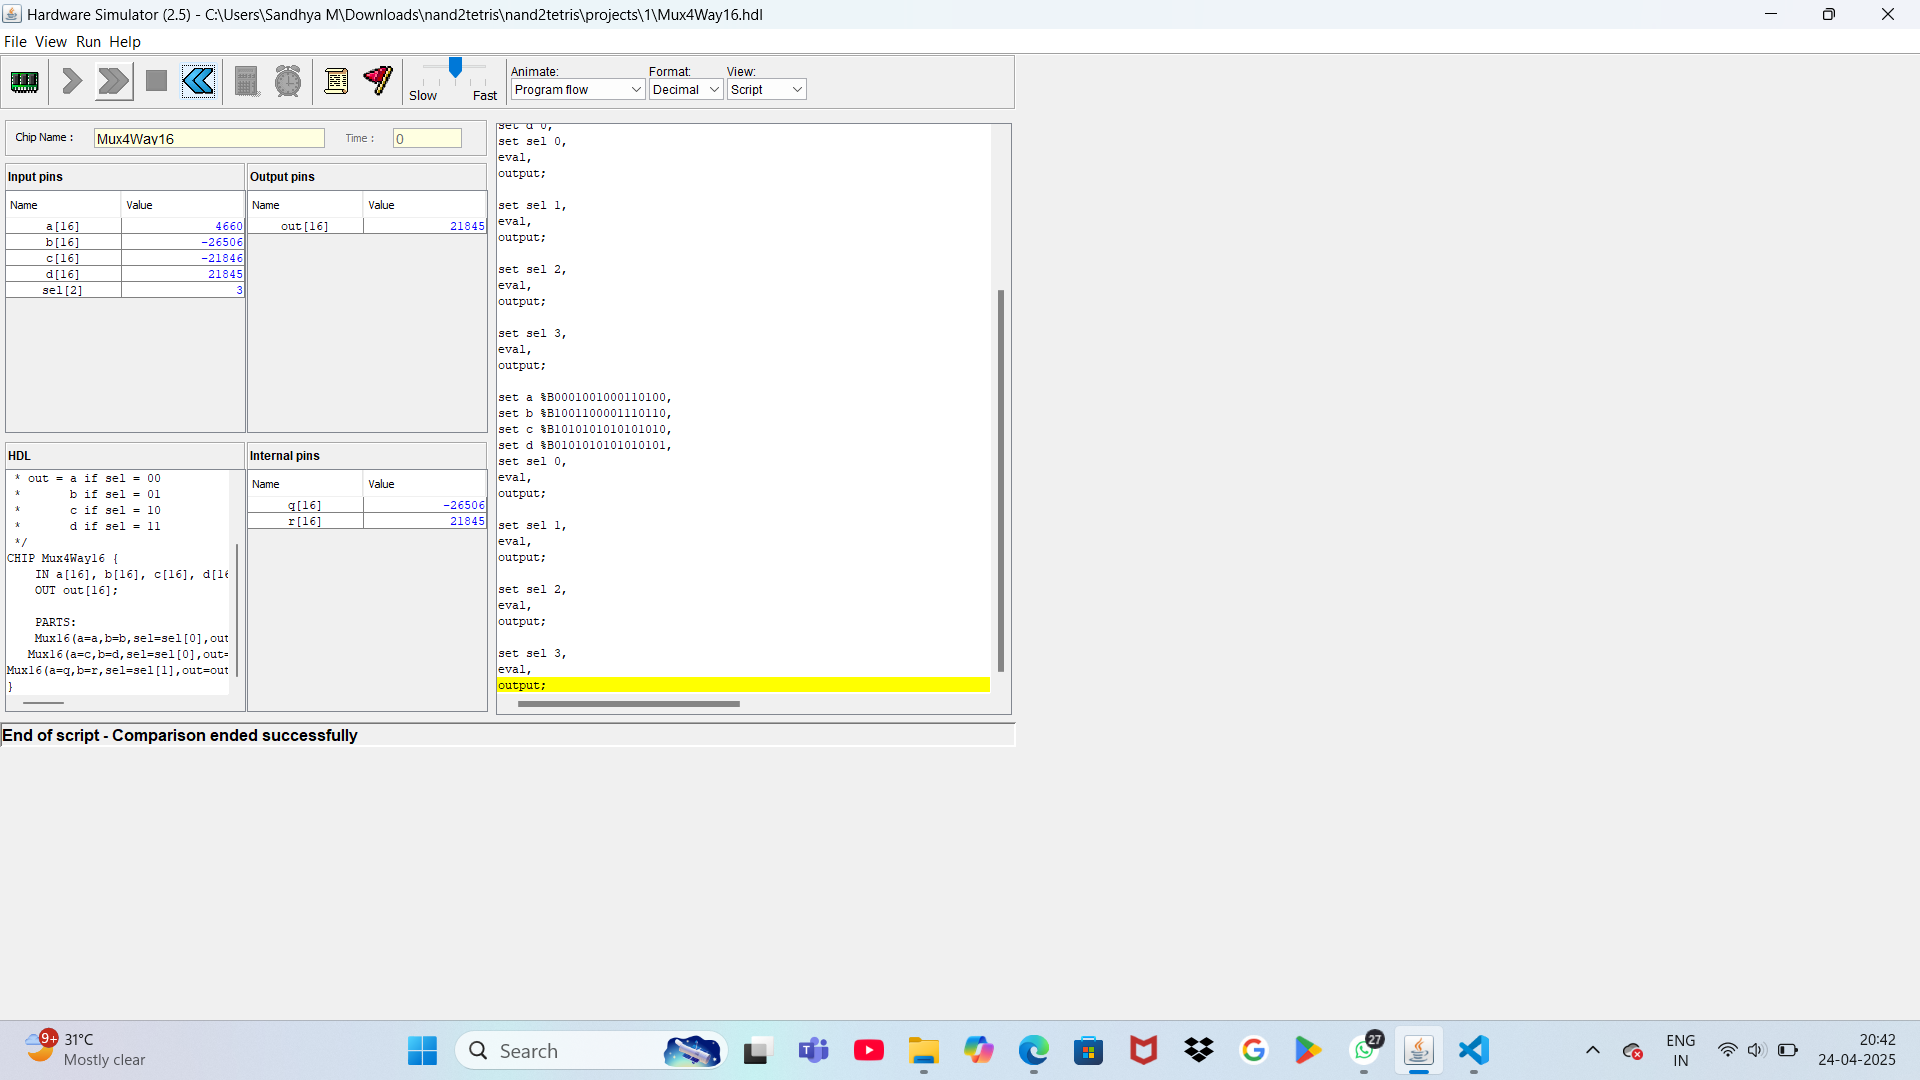 Hardware Simulator (2.5) - C:\Users\Sandhya M\Downloads\nand2tetris\nand2tetris\projects\1\Mux4Way16.hdl
File View Run Help
Slow Fast
Animate: Format: View:
Program flow Decimal Script
Chip Name : Mux4Way16 Time : 0
Input pins
Name Value
a[16] 4660
b[16] -26506
c[16] -21846
d[16] 21845
sel[2] 3
Output pins
Name Value
out[16] 21845
HDL
* out = a if sel = 00
* b if sel = 01
* c if sel = 10
* d if sel = 11
*/
CHIP Mux4Way16 {
IN a[16], b[16], c[16], d[16
OUT out[16];
PARTS:
Mux16(a=a,b=b,sel=sel[0],out
Mux16(a=c,b=d,sel=sel[0],out=
Mux16(a=q,b=r,sel=sel[1],out=out
}
Internal pins
Name Value
q[16] -26506
r[16] 21845
set d 0,
set sel 0,
eval,
output;
set sel 1,
eval,
output;
set sel 2,
eval,
output;
set sel 3,
eval,
output;
set a %B0001001000110100,
set b %B1001100001110110,
set c %B1010101010101010,
set d %B0101010101010101,
set sel 0,
eval,
output;
set sel 1,
eval,
output;
set sel 2,
eval,
output;
set sel 3,
eval,
output;
End of script - Comparison ended successfully
9+
31°C
Mostly clear
Search
27
ENG
IN
20:42
24-04-2025